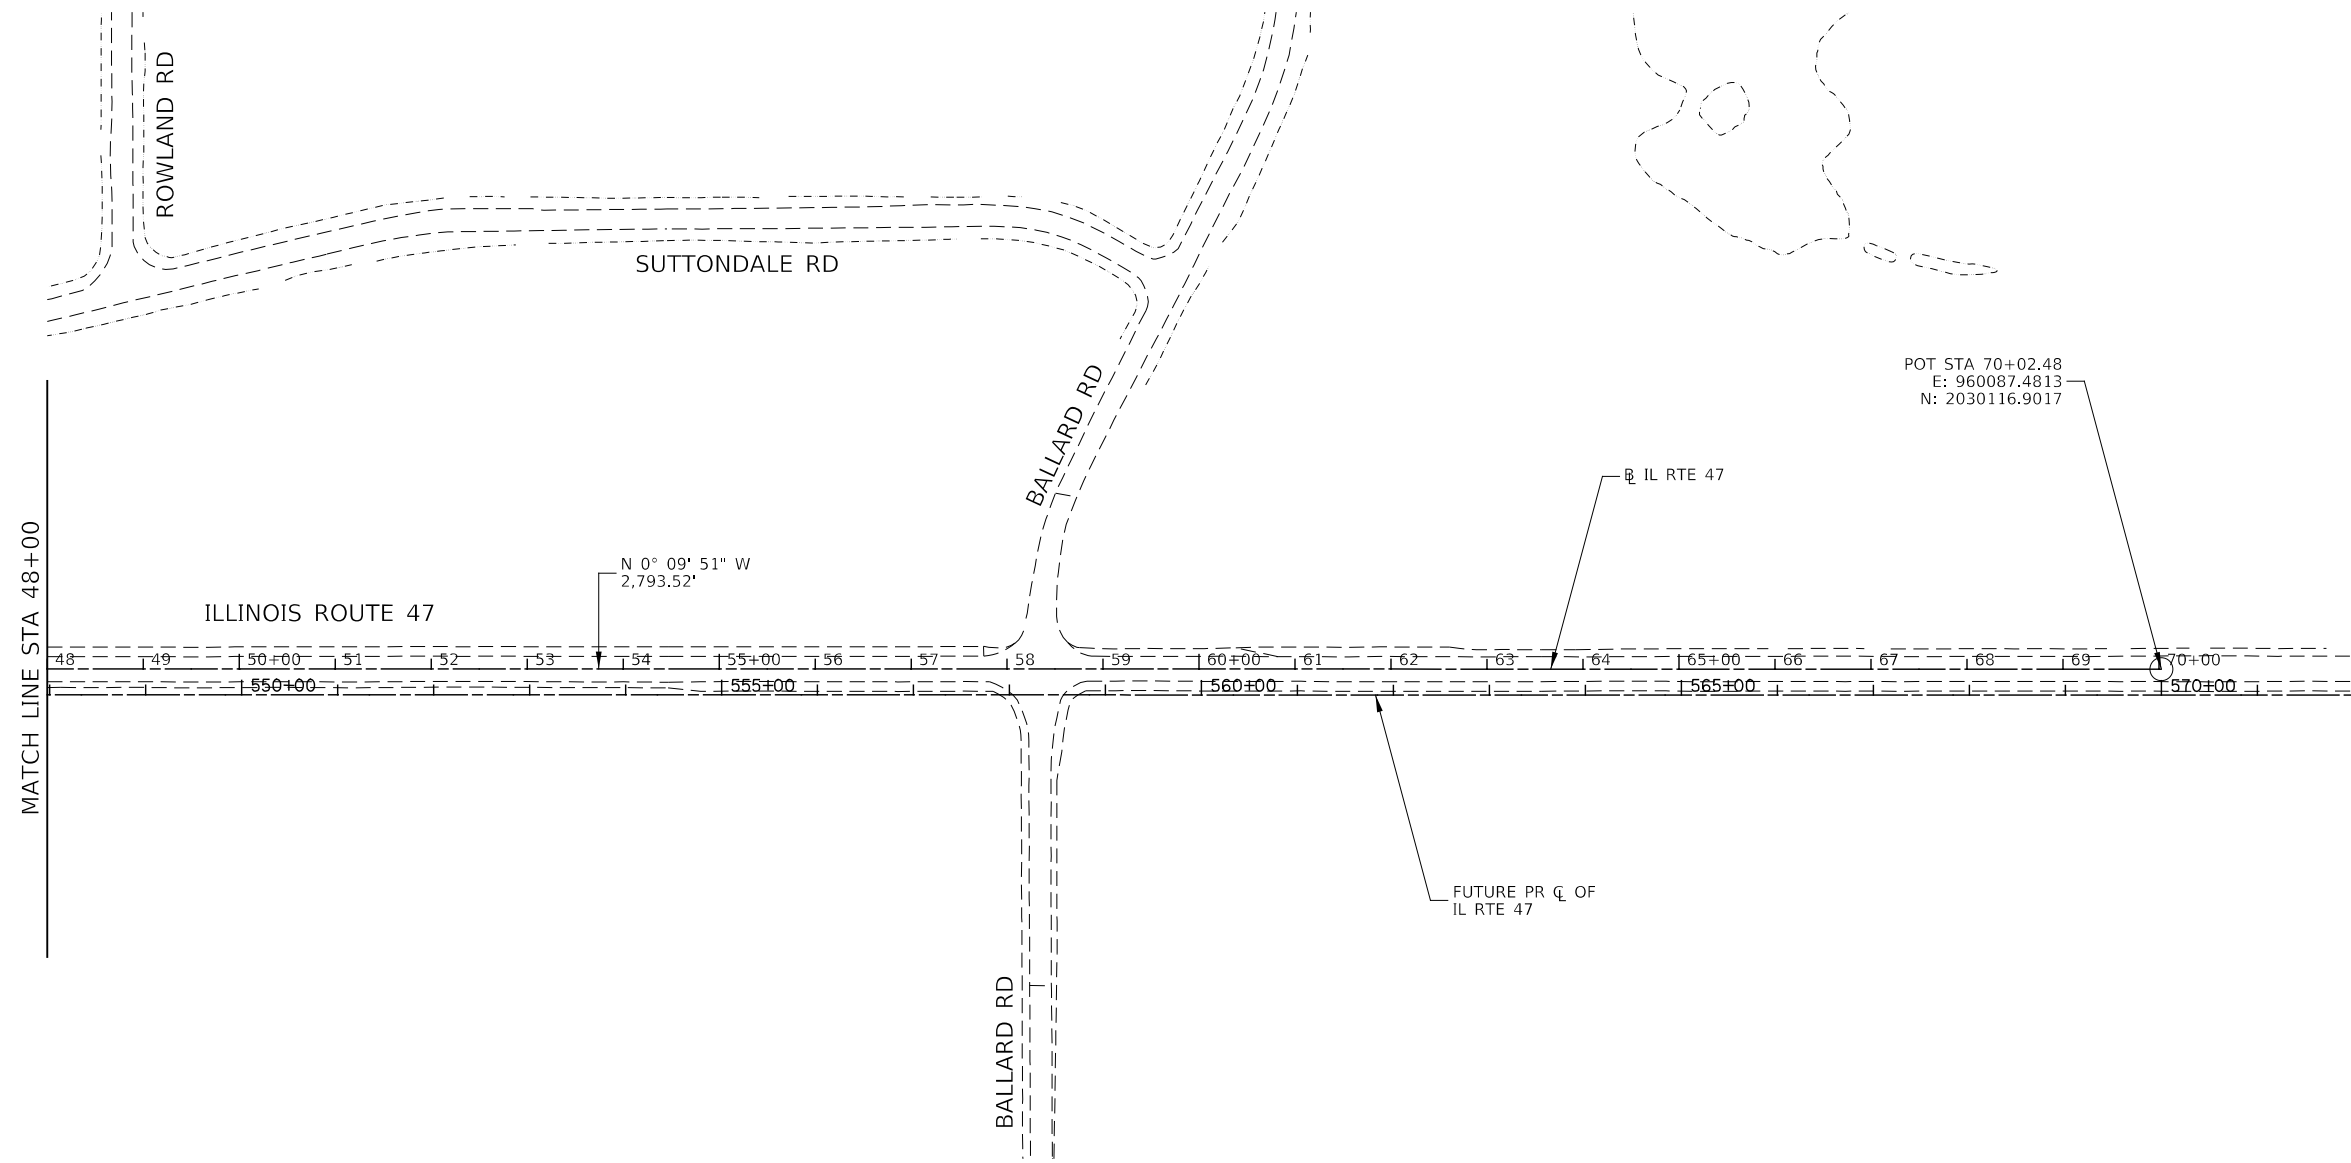 ROWLAND RD
SUTTONDALE RD
BALLARD RD
POT STA 70+02.48
E: 960087.4813
N: 2030116.9017
℄ IL RTE 47
N 0° 09' 51" W
2,793.52'
MATCH LINE STA 48+00
ILLINOIS ROUTE 47
48 49 50+00 51 52 53 54 55+00 56 57 58 59 60+00 61 62 63 64 65+00 66 67 68 69 70+00
550+00 555+00 560+00 565+00 570+00
FUTURE PR ℄ OF
IL RTE 47
BALLARD RD